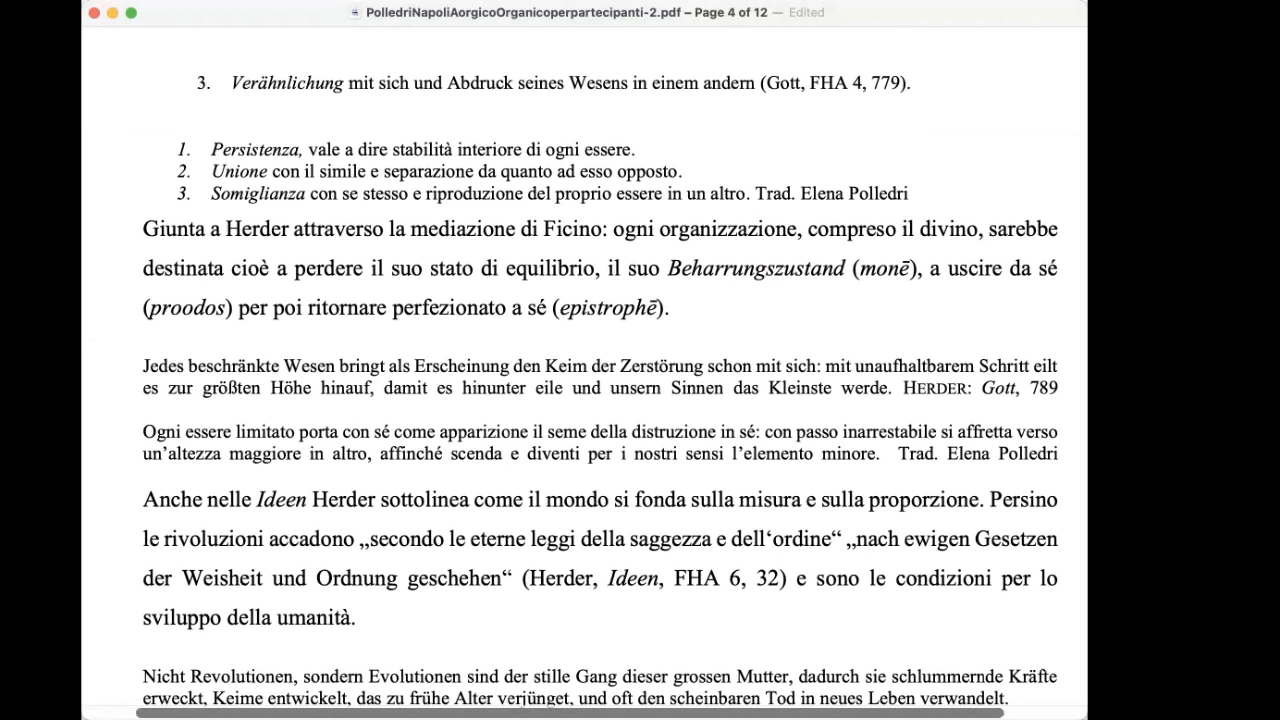 PolledriNapoliAorgicoOrganicoperpartecipanti-2.pdf – Page 4 of 12 — Edited
3. Verähnlichung mit sich und Abdruck seines Wesens in einem andern (Gott, FHA 4, 779).
1. Persistenza, vale a dire stabilità interiore di ogni essere.
2. Unione con il simile e separazione da quanto ad esso opposto.
3. Somiglianza con se stesso e riproduzione del proprio essere in un altro. Trad. Elena Polledri
Giunta a Herder attraverso la mediazione di Ficino: ogni organizzazione, compreso il divino, sarebbe
destinata cioè a perdere il suo stato di equilibrio, il suo Beharrungszustand (monē), a uscire da sé
(proodos) per poi ritornare perfezionato a sé (epistrophē).
Jedes beschränkte Wesen bringt als Erscheinung den Keim der Zerstörung schon mit sich: mit unaufhaltbarem Schritt eilt
es zur größten Höhe hinauf, damit es hinunter eile und unsern Sinnen das Kleinste werde. HERDER: Gott, 789
Ogni essere limitato porta con sé come apparizione il seme della distruzione in sé: con passo inarrestabile si affretta verso
un’altezza maggiore in altro, affinché scenda e diventi per i nostri sensi l’elemento minore. Trad. Elena Polledri
Anche nelle Ideen Herder sottolinea come il mondo si fonda sulla misura e sulla proporzione. Persino
le rivoluzioni accadono „secondo le eterne leggi della saggezza e dell‘ordine“ „nach ewigen Gesetzen
der Weisheit und Ordnung geschehen“ (Herder, Ideen, FHA 6, 32) e sono le condizioni per lo
sviluppo della umanità.
Nicht Revolutionen, sondern Evolutionen sind der stille Gang dieser grossen Mutter, dadurch sie schlummernde Kräfte
erweckt, Keime entwickelt, das zu frühe Alter verjünget, und oft den scheinbaren Tod in neues Leben verwandelt.